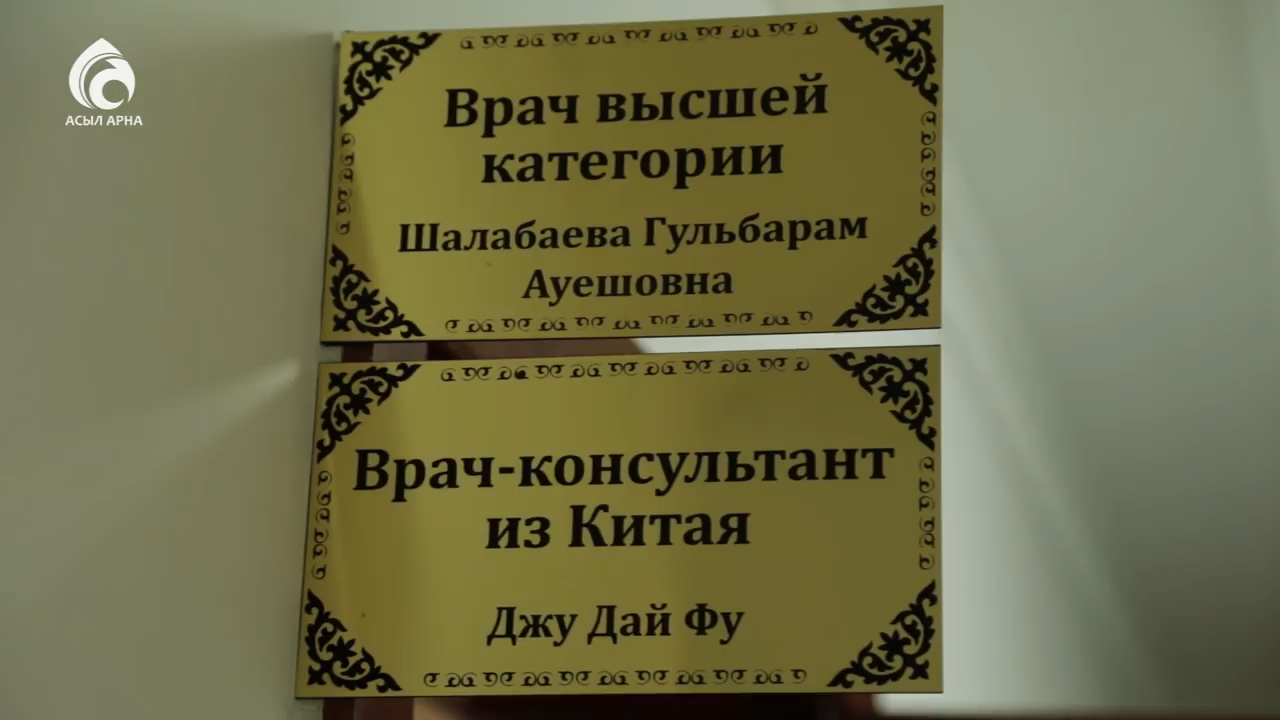 АСЫЛ АРНА
Врач высшей
категории
Шалабаева Гульбарам
Ауешовна
Врач-консультант
из Китая
Джу Дай Фу